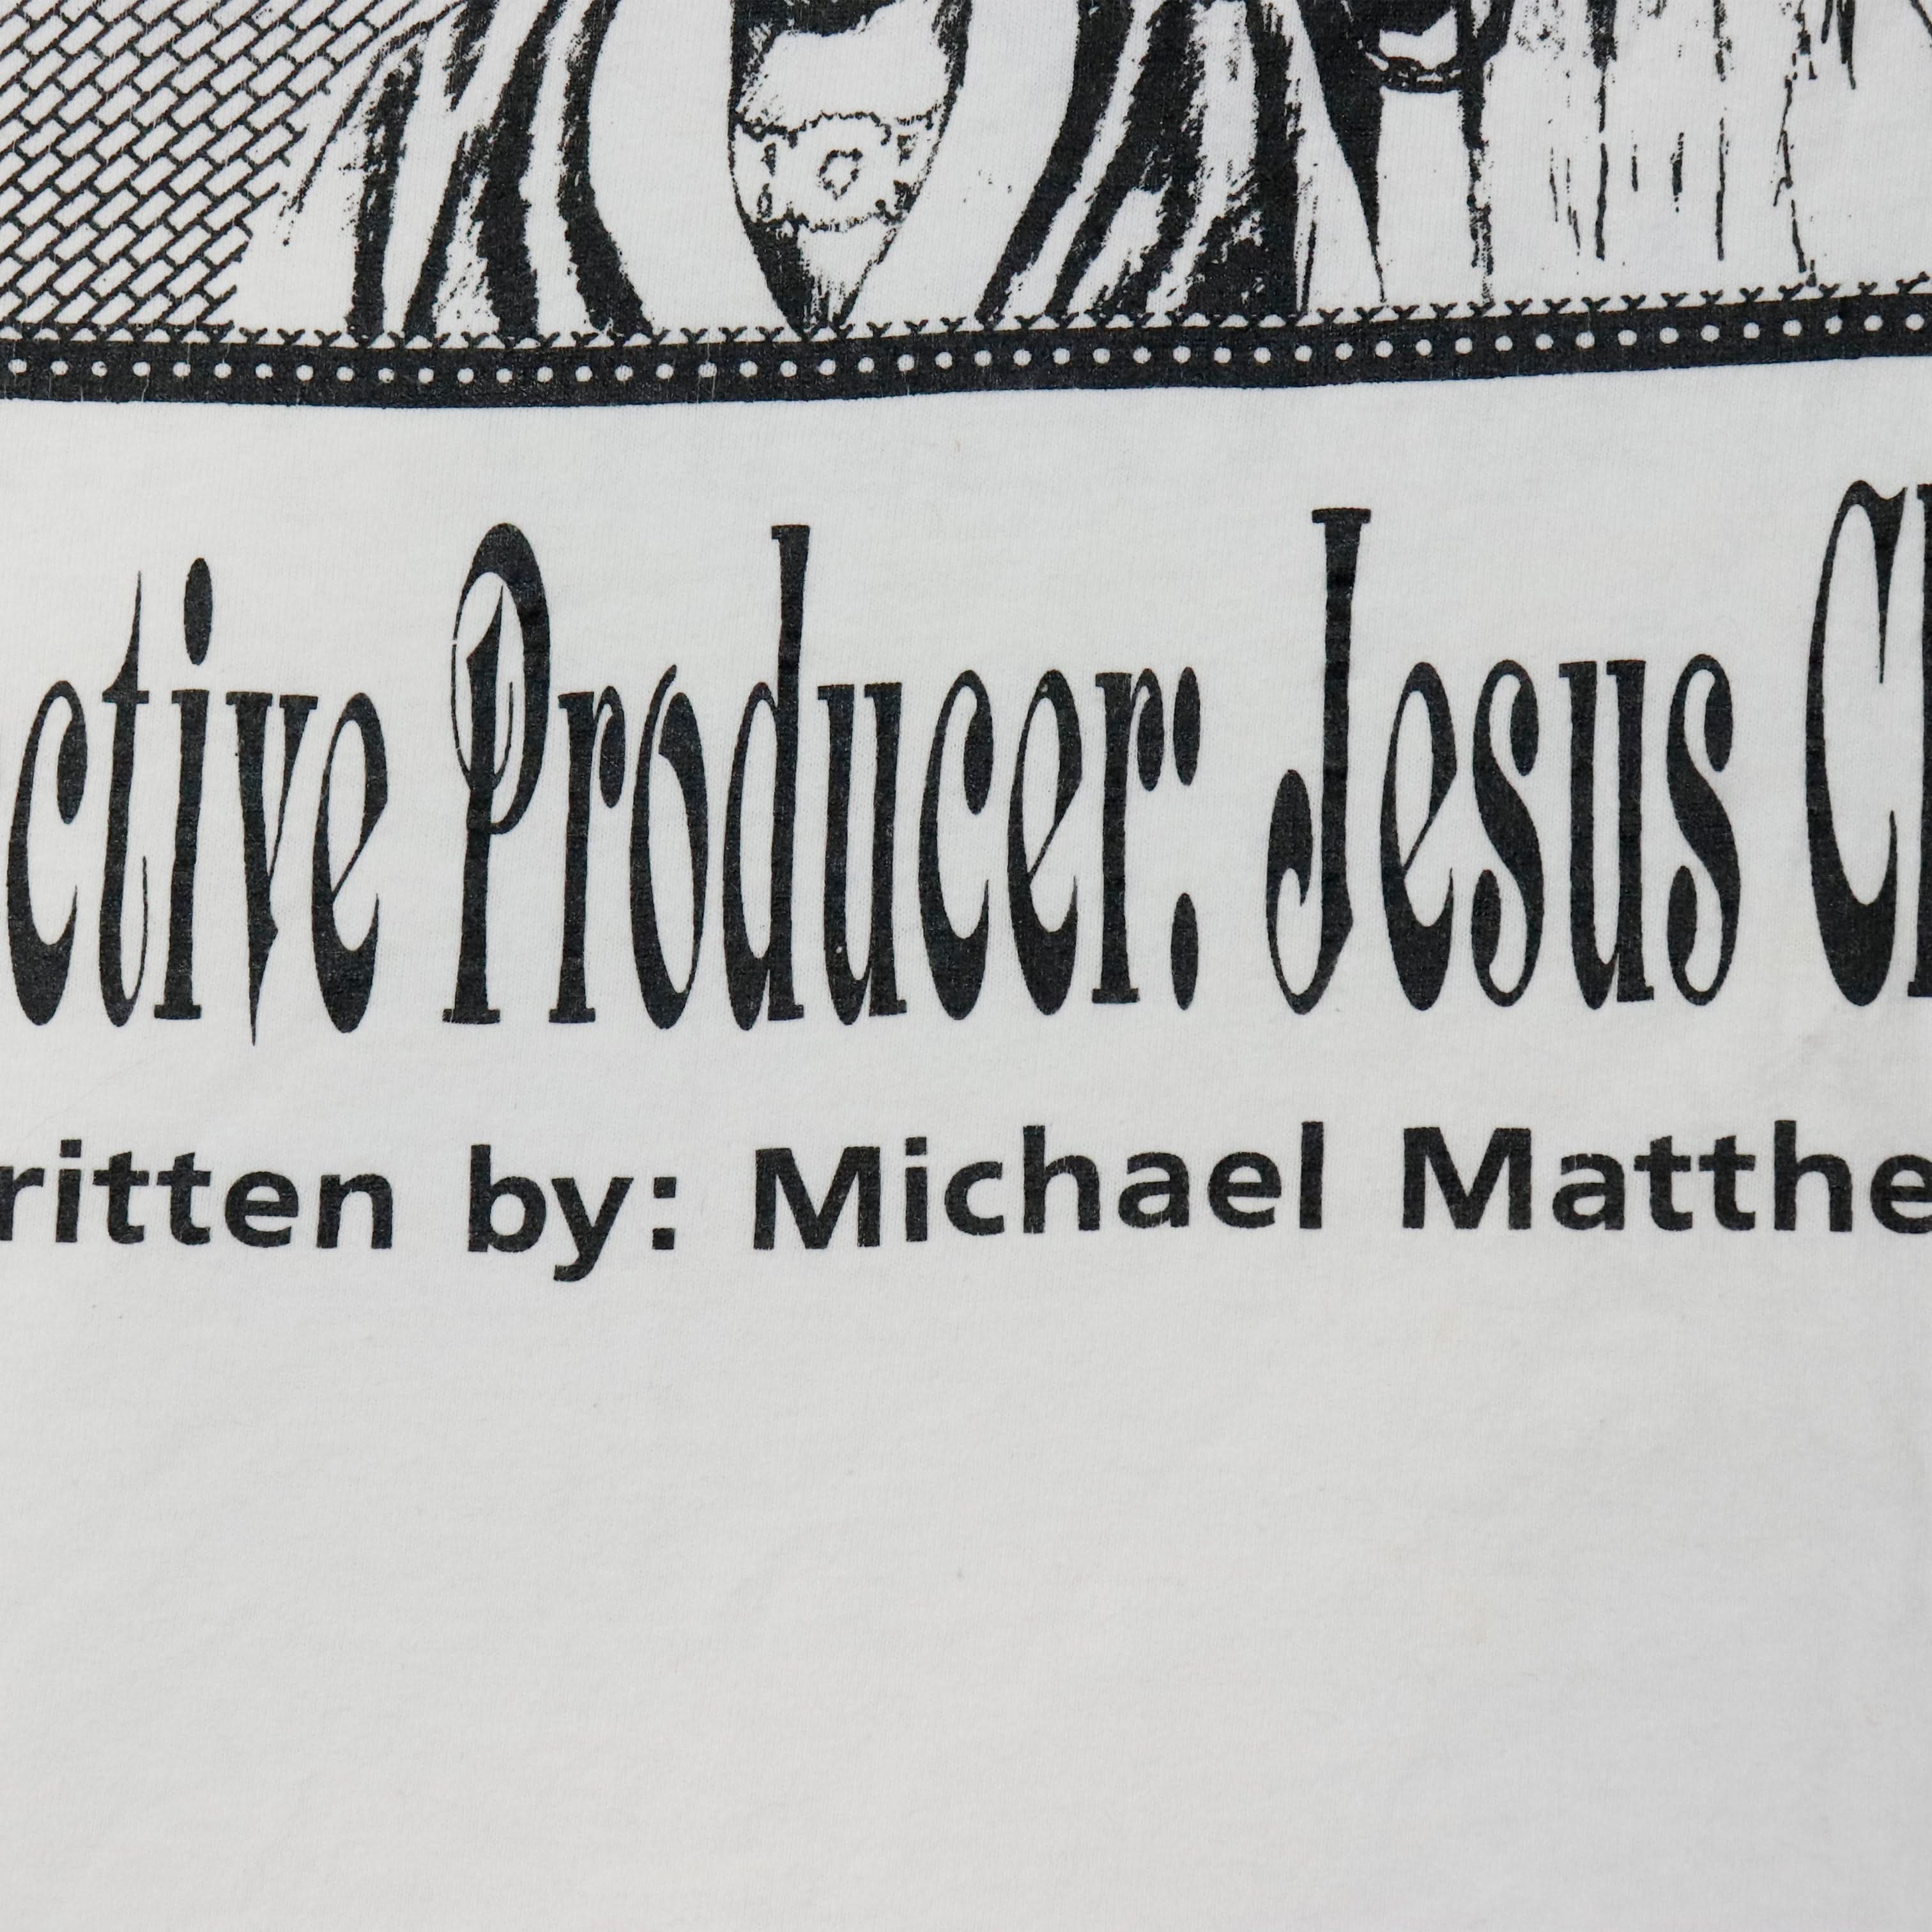 ctive Producer: Jesus C
ritten by: Michael Matthe